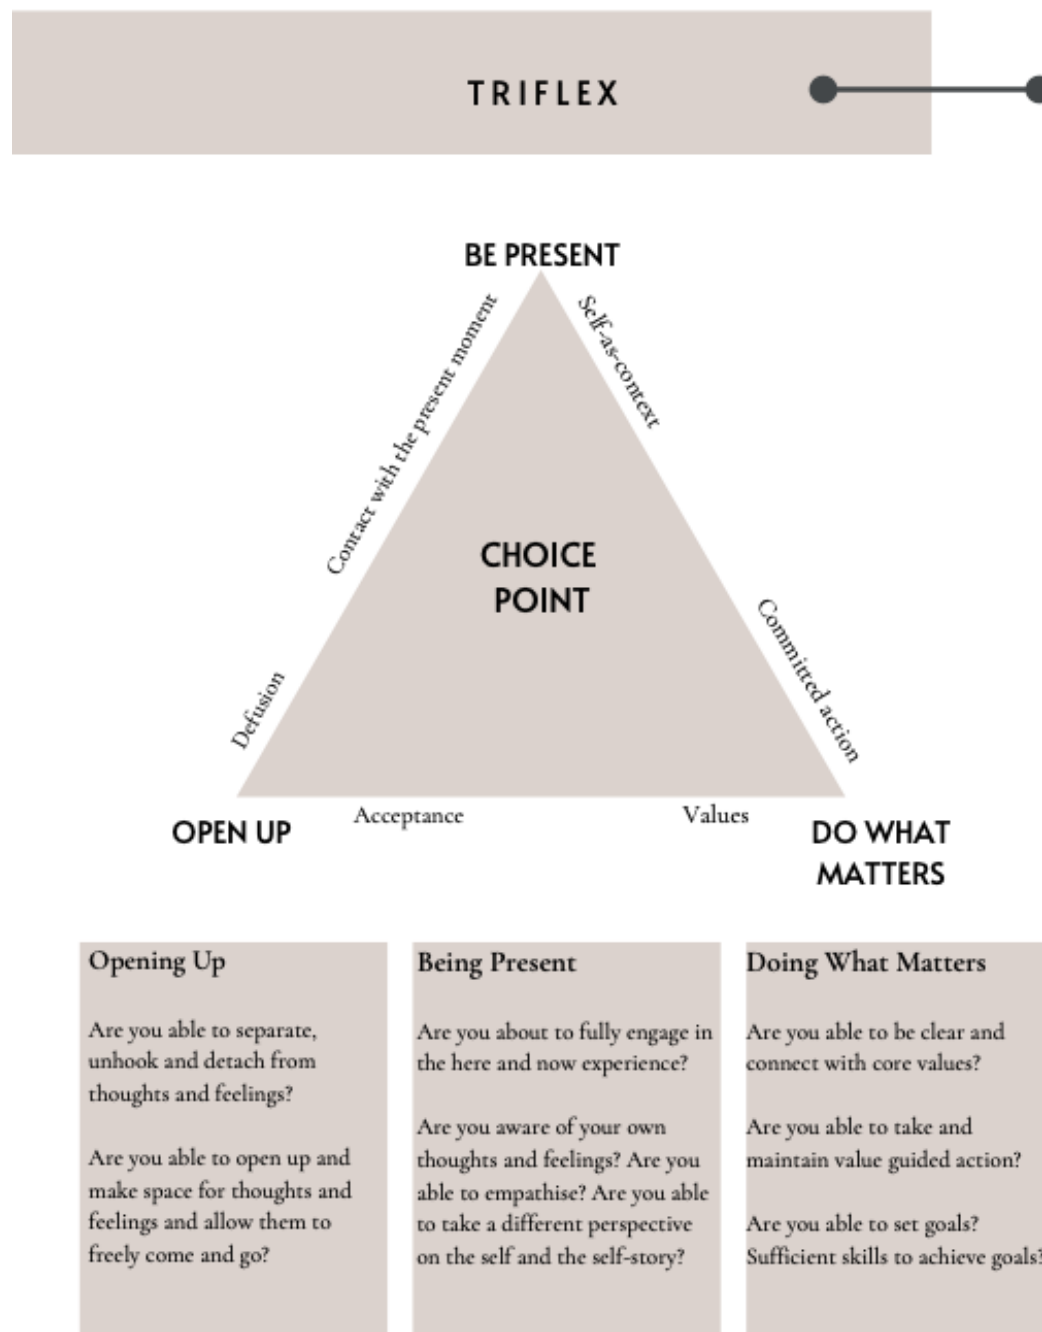 TRIFLEX
BE PRESENT
Contact with the present moment
Self-as-context
CHOICE
POINT
Defusion
Committed action
OPEN UP
Acceptance
Values
DO WHAT
MATTERS
Opening Up
Are you able to separate,
unhook and detach from
thoughts and feelings?
Are you able to open up and
make space for thoughts and
feelings and allow them to
freely come and go?
Being Present
Are you about to fully engage in
the here and now experience?
Are you aware of your own
thoughts and feelings? Are you
able to empathise? Are you able
to take a different perspective
on the self and the self-story?
Doing What Matters
Are you able to be clear and
connect with core values?
Are you able to take and
maintain value guided action?
Are you able to set goals?
Sufficient skills to achieve goals?